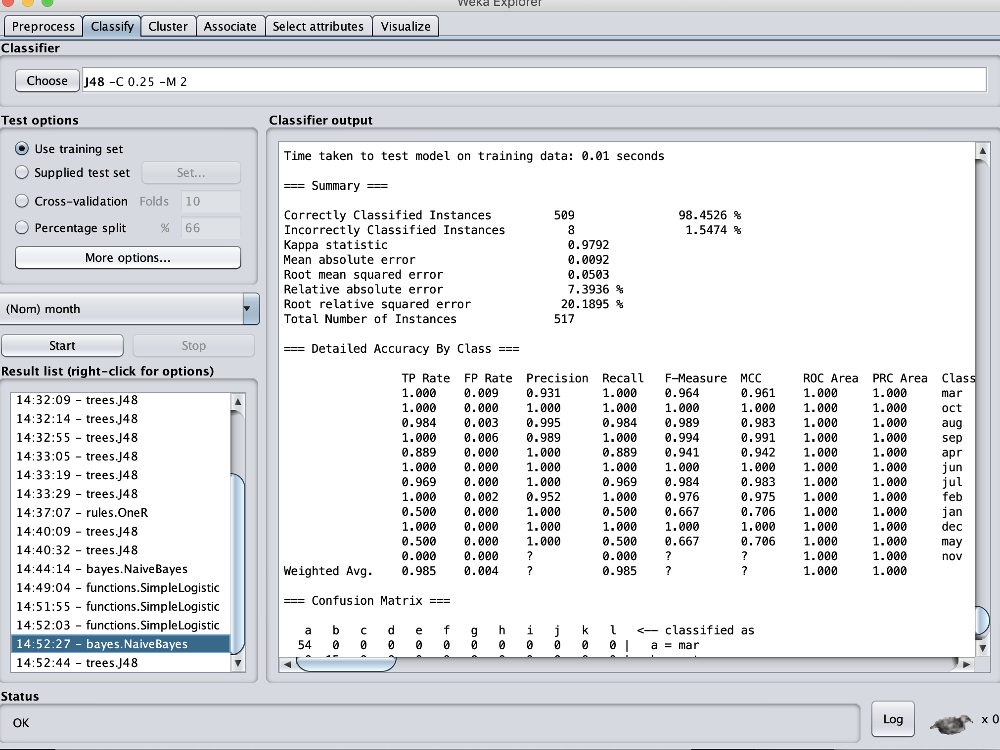 Weka Explorer
Preprocess Classify Cluster Associate Select attributes Visualize
Classifier
Choose J48 -C 0.25 -M 2
Test options
Use training set
Supplied test set Set...
Cross-validation Folds 10
Percentage split % 66
More options...
(Nom) month
Start Stop
Result list (right-click for options)
14:32:09 - trees.J48
14:32:14 - trees.J48
14:32:55 - trees.J48
14:33:05 - trees.J48
14:33:19 - trees.J48
14:33:29 - trees.J48
14:37:07 - rules.OneR
14:40:09 - trees.J48
14:40:32 - trees.J48
14:44:14 - bayes.NaiveBayes
14:49:04 - functions.SimpleLogistic
14:51:55 - functions.SimpleLogistic
14:52:03 - functions.SimpleLogistic
14:52:27 - bayes.NaiveBayes
14:52:44 - trees.J48
Classifier output
Time taken to test model on training data: 0.01 seconds
=== Summary ===
Correctly Classified Instances 509 98.4526 %
Incorrectly Classified Instances 8 1.5474 %
Kappa statistic 0.9792
Mean absolute error 0.0092
Root mean squared error 0.0503
Relative absolute error 7.3936 %
Root relative squared error 20.1895 %
Total Number of Instances 517
=== Detailed Accuracy By Class ===
TP Rate FP Rate Precision Recall F-Measure MCC ROC Area PRC Area Class
1.000 0.009 0.931 1.000 0.964 0.961 1.000 1.000 mar
1.000 0.000 1.000 1.000 1.000 1.000 1.000 1.000 oct
0.984 0.003 0.995 0.984 0.989 0.983 1.000 1.000 aug
1.000 0.006 0.989 1.000 0.994 0.991 1.000 1.000 sep
0.889 0.000 1.000 0.889 0.941 0.942 1.000 1.000 apr
1.000 0.000 1.000 1.000 1.000 1.000 1.000 1.000 jun
0.969 0.000 1.000 0.969 0.984 0.983 1.000 1.000 jul
1.000 0.002 0.952 1.000 0.976 0.975 1.000 1.000 feb
0.500 0.000 1.000 0.500 0.667 0.706 1.000 1.000 jan
1.000 0.000 1.000 1.000 1.000 1.000 1.000 1.000 dec
0.500 0.000 1.000 0.500 0.667 0.706 1.000 1.000 may
0.000 0.000 ? 0.000 ? ? 1.000 1.000 nov
Weighted Avg. 0.985 0.004 ? 0.985 ? ? 1.000 1.000
=== Confusion Matrix ===
a b c d e f g h i j k l <-- classified as
54 0 0 0 0 0 0 0 0 0 0 0 | a = mar
Status
OK
Log
x 0